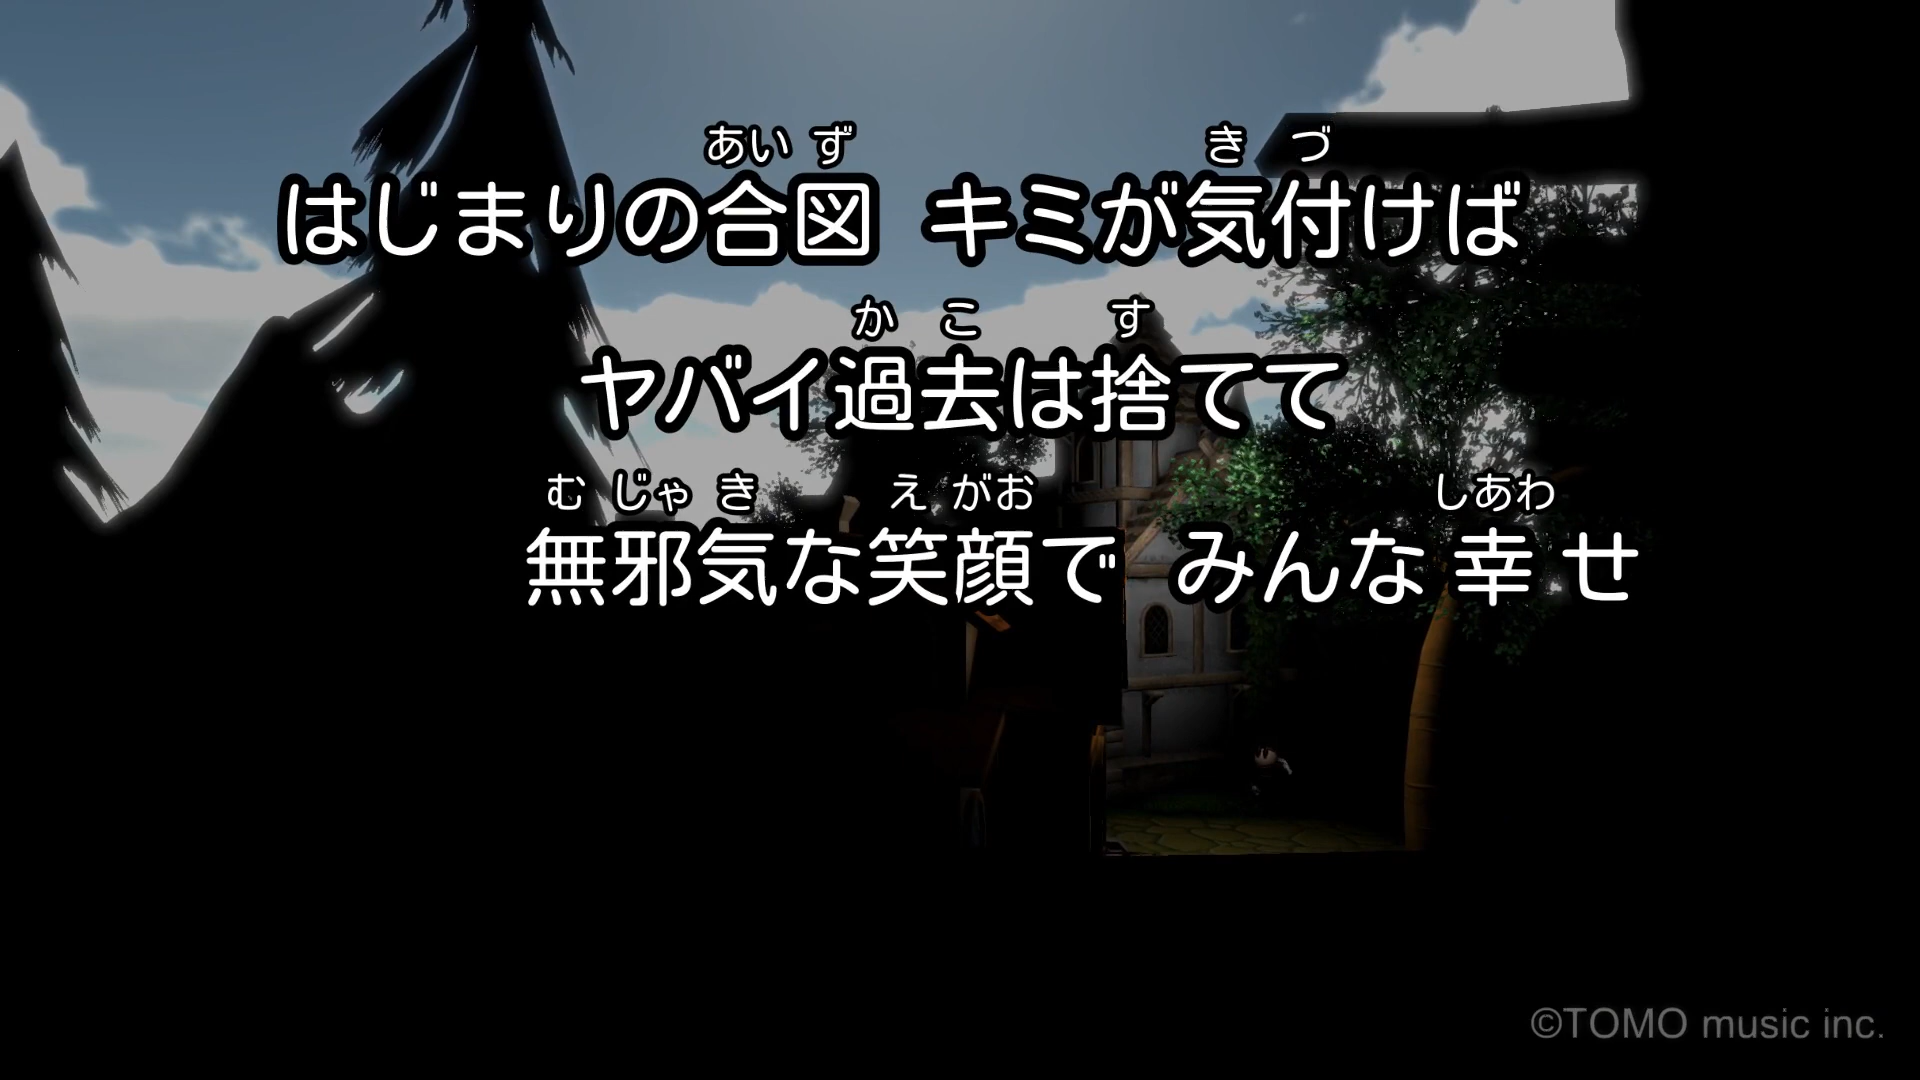 あいず きづ
はじまりの合図 キミが気付けば
かこ す
ヤバイ過去は捨てて
むじゃき えがお しあわ
無邪気な笑顔で みんな幸せ
©TOMO music inc.